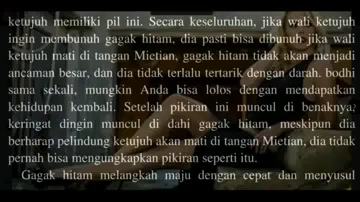 ketujuh memiliki pil ini. Secara keseluruhan, jika wali ketujuh
ingin membunuh gagak hitam, dia pasti bisa dibunuh jika wali
ketujuh mati di tangan Mietian, gagak hitam tidak akan menjadi
ancaman besar, dan dia tidak terlalu tertarik dengan darah. bodhi
sama sekali, mungkin Anda bisa lolos dengan mendapatkan
kehidupan kembali. Setelah pikiran ini muncul di benaknya,
keringat dingin muncul di dahi gagak hitam, meskipun dia
berharap pelindung ketujuh akan mati di tangan Mietian, dia tidak
pernah bisa mengungkapkan pikiran seperti itu.
Gagak hitam melangkah maju dengan cepat dan menyusul